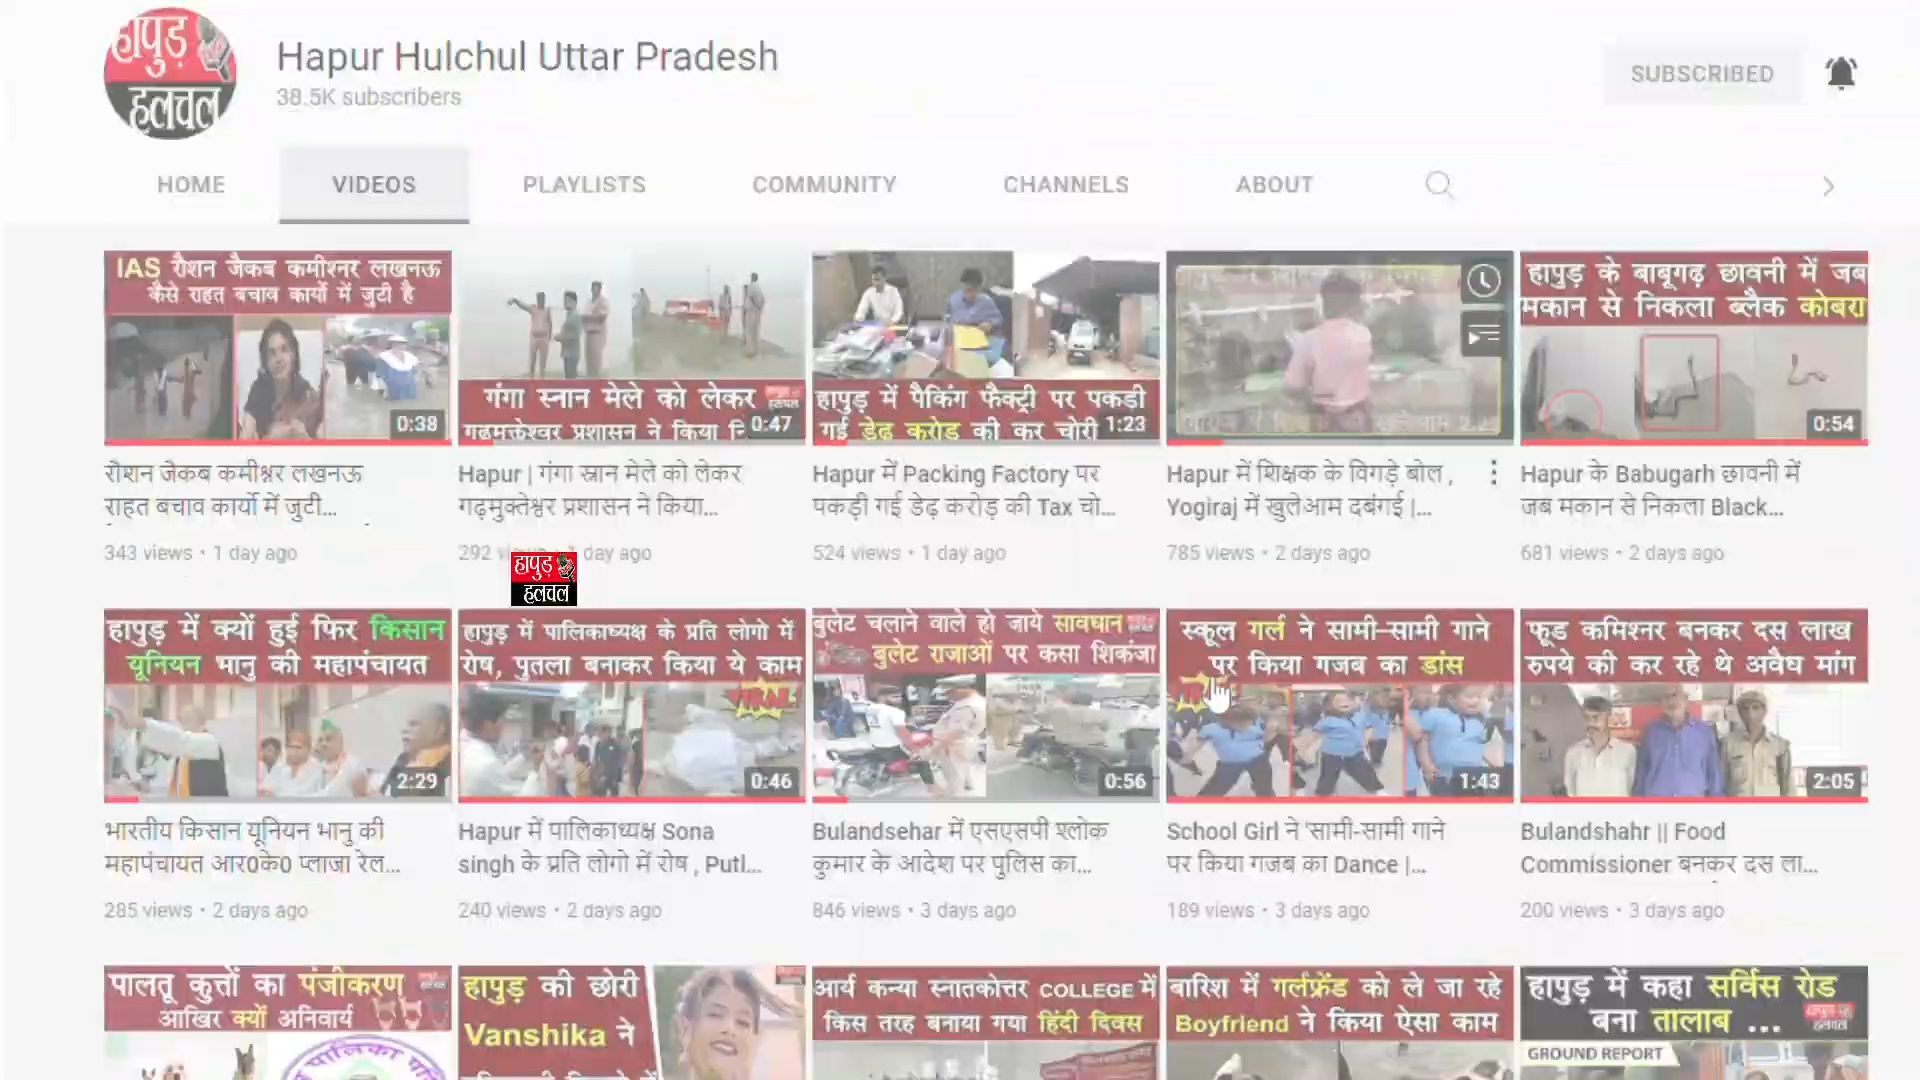 हापुड़
हलचल
Hapur Hulchul Uttar Pradesh
38.5K subscribers
SUBSCRIBED
HOME
VIDEOS
PLAYLISTS
COMMUNITY
CHANNELS
ABOUT
IAS रौशन जैकब कमीश्नर लखनऊ
कैसे राहत बचाव कार्यो में जुटी है
0:38
गंगा स्नान मेले को लेकर
गढमुक्तेश्वर प्रशासन ने किया
0:47
हापुड़ में पैकिंग फैक्ट्री पर पकड़ी
गई डेढ करोड की कर चोरी
1:23
हापुड़ के बाबूगढ़ छावनी में जब
मकान से निकला ब्लैक कोबरा
0:54
रौशन जैकब कमीश्नर लखनऊ
राहत बचाव कार्यो में जुटी...
343 views • 1 day ago
Hapur | गंगा स्नान मेले को लेकर
गढ़मुक्तेश्वर प्रशासन ने किया...
292 views • 1 day ago
Hapur में Packing Factory पर
पकड़ी गई डेढ़ करोड़ की Tax चो...
524 views • 1 day ago
Hapur में शिक्षक के विगड़े बोल ,
Yogiraj में खुलेआम दबंगई |...
785 views • 2 days ago
Hapur के Babugarh छावनी में
जब मकान से निकला Black...
681 views • 2 days ago
हापुड़
हलचल
हापुड़ में क्यों हुई फिर किसान
यूनियन भानु की महापंचायत
2:29
हापुड़ में पालिकाध्यक्ष के प्रति लोगो में
रोष, पुतला बनाकर किया ये काम
VIRAL!
0:46
बुलेट चलाने वाले हो जाये सावधान
बुलेट राजाओं पर कसा शिकंजा
0:56
स्कूल गर्ल ने सामी-सामी गाने
पर किया गजब का डांस
1:43
फूड कमिश्नर बनकर दस लाख
रुपये की कर रहे थे अवैध मांग
2:05
भारतीय किसान यूनियन भानु की
महापंचायत आर0के0 प्लाजा रेल...
285 views • 2 days ago
Hapur में पालिकाध्यक्ष Sona
singh के प्रति लोगो में रोष , Putl...
240 views • 2 days ago
Bulandsehar में एसएसपी श्लोक
कुमार के आदेश पर पुलिस का...
846 views • 3 days ago
School Girl ने 'सामी-सामी गाने
पर किया गजब का Dance |...
189 views • 3 days ago
Bulandshahr || Food
Commissioner बनकर दस ला...
200 views • 3 days ago
पालतू कुत्तों का पंजीकरण
आखिर क्यों अनिवार्य
हापुड़ की छोरी
Vanshika ने
आर्य कन्या स्नातकोत्तर COLLEGE में
किस तरह बनाया गया हिंदी दिवस
बारिश में गर्लफ्रेंड को ले जा रहे
Boyfriend ने किया ऐसा काम
हापुड़ में कहा सर्विस रोड
बना तालाब ...
GROUND REPORT